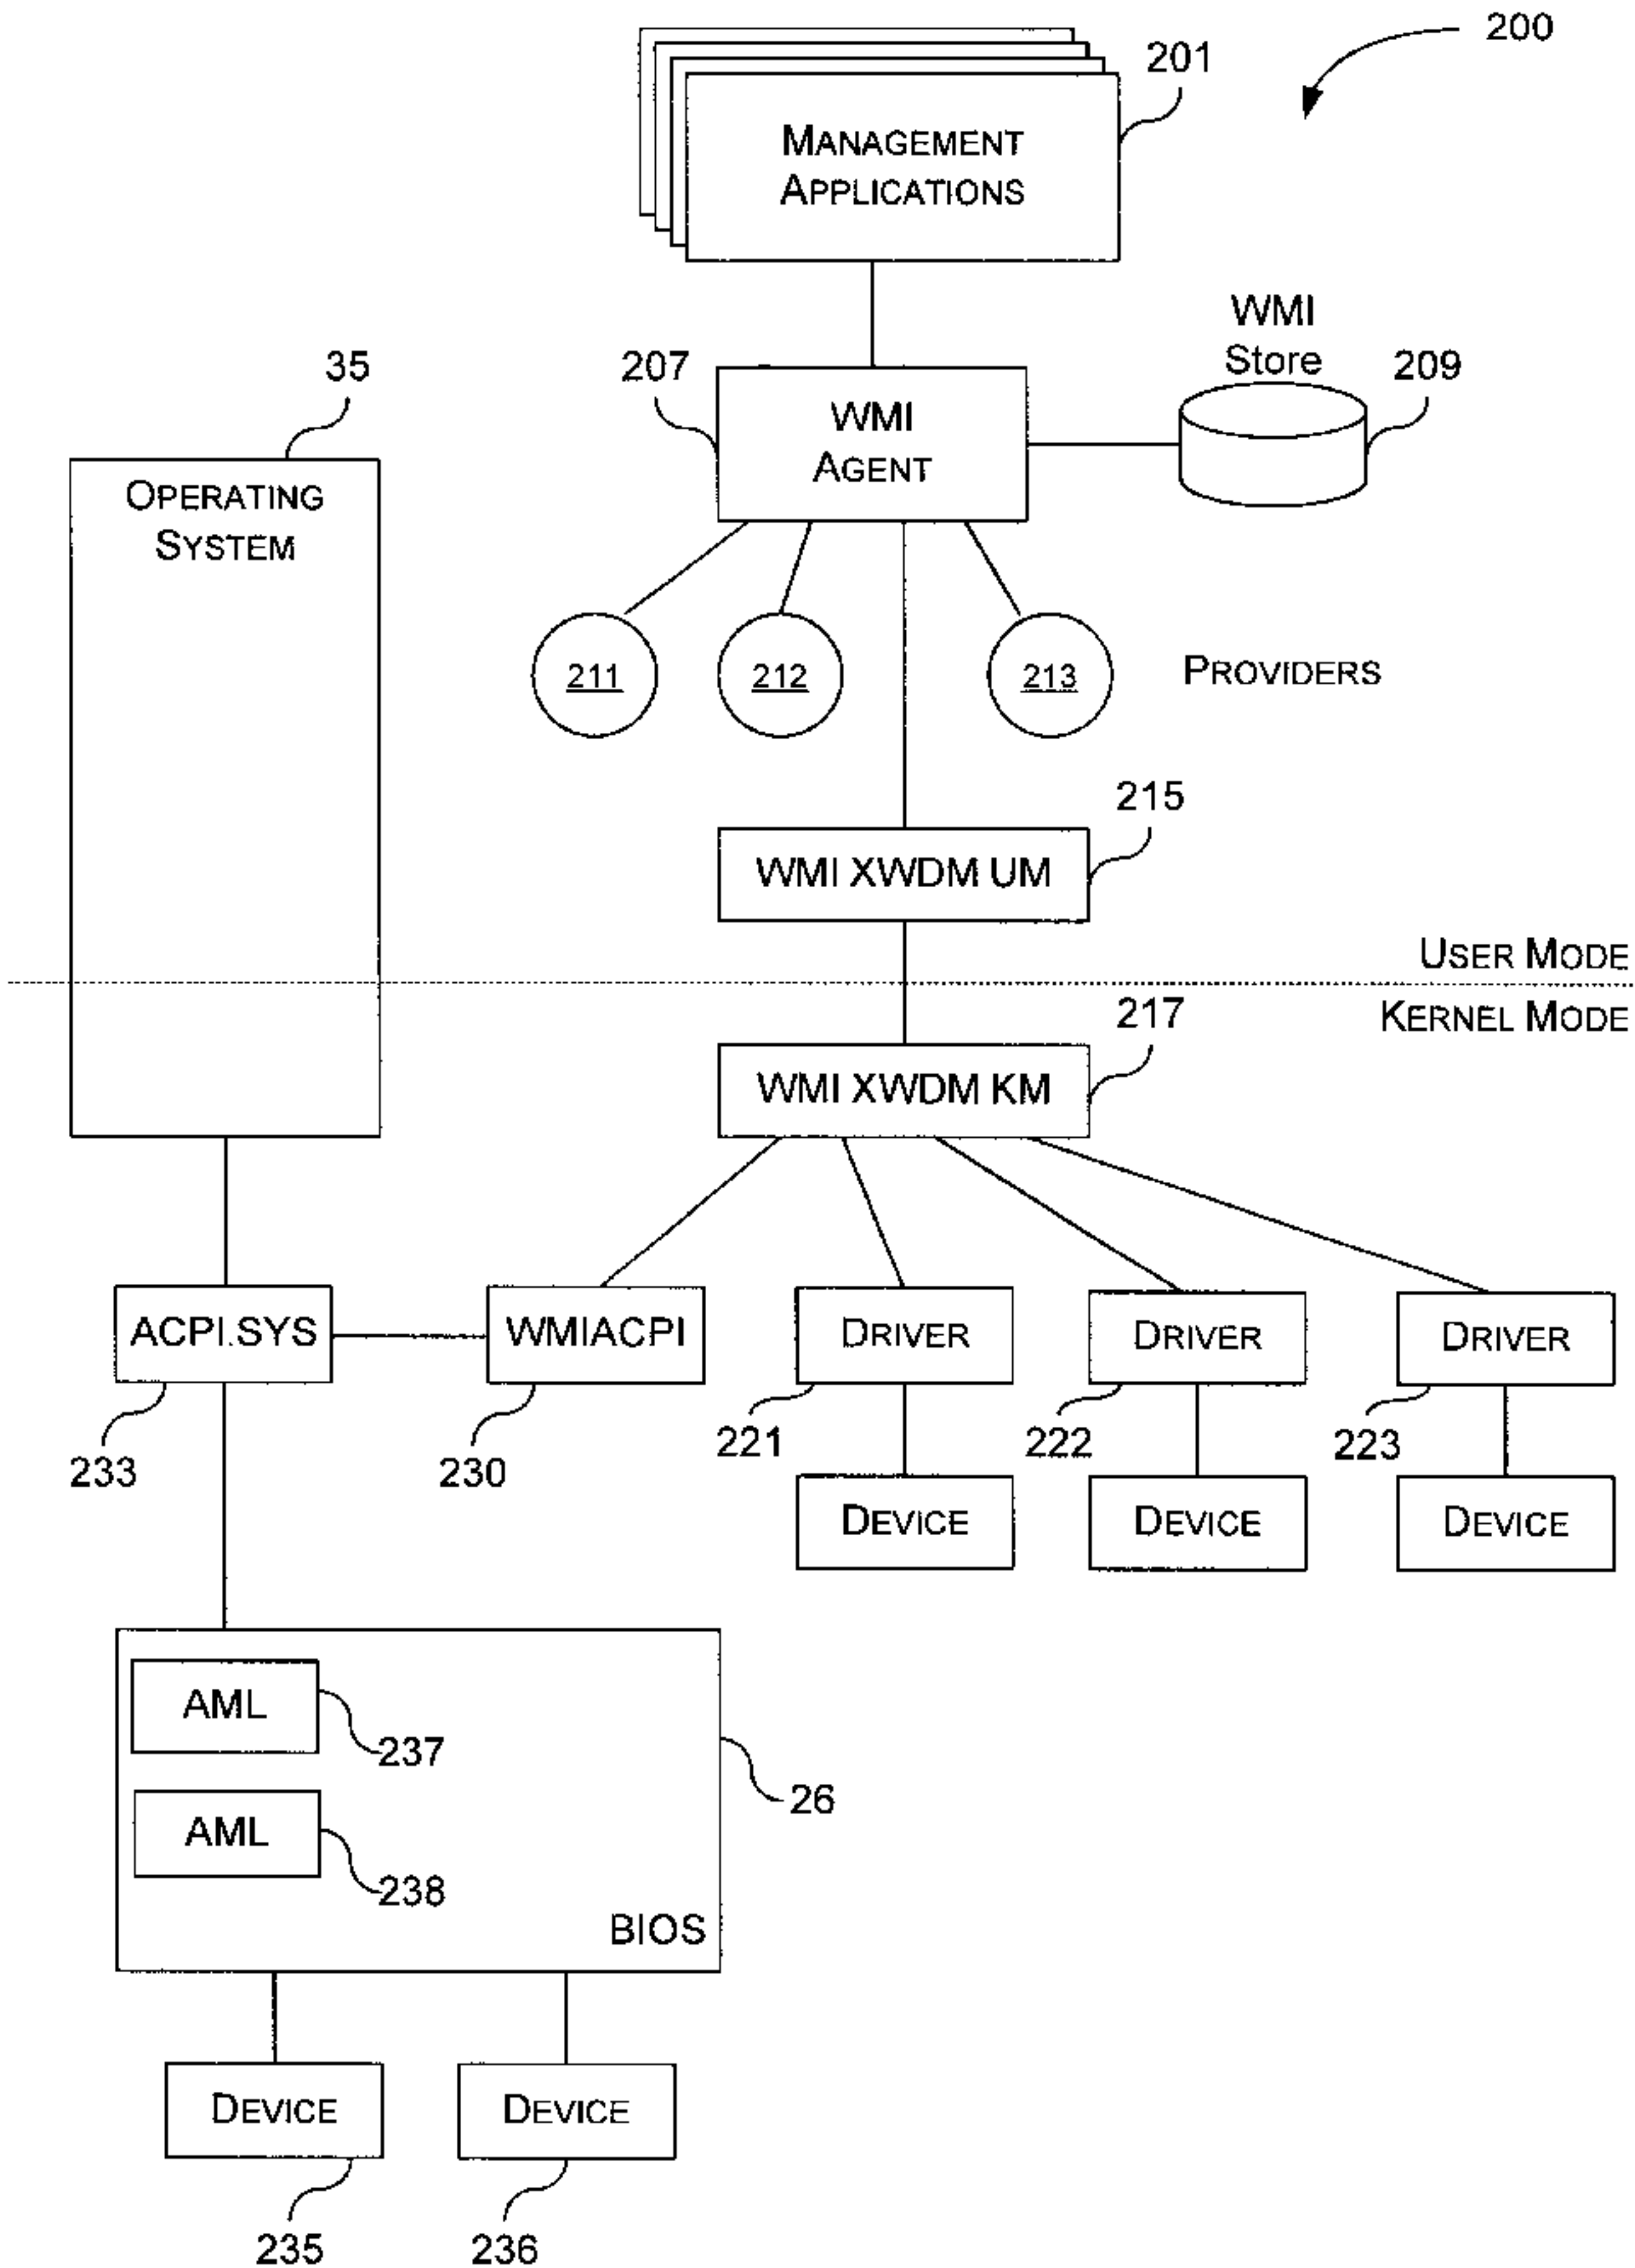 200
201
MANAGEMENT
APPLICATIONS
WMI
Store
35
207
209
WMI
AGENT
OPERATING
SYSTEM
211
212
213
PROVIDERS
215
WMI XWDM UM
USER MODE
217
KERNEL MODE
WMI XWDM KM
ACPI.SYS
WMIACPI
DRIVER
DRIVER
DRIVER
233
230
221
222
223
DEVICE
DEVICE
DEVICE
AML
237
26
AML
238
BIOS
DEVICE
DEVICE
235
236